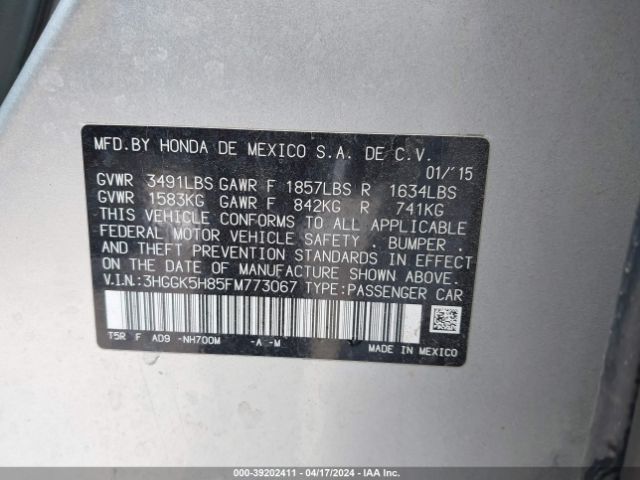 MFD.BY HONDA DE MEXICO S.A. DE C.V.
01/'15
GVWR 3491LBS GAWR F 1857LBS R 1634LBS
GVWR 1583KG GAWR F 842KG R 741KG
THIS VEHICLE CONFORMS TO ALL APPLICABLE
FEDERAL MOTOR VEHICLE SAFETY , BUMPER ,
AND THEFT PREVENTION STANDARDS IN EFFECT
ON THE DATE OF MANUFACTURE SHOWN ABOVE.
V.I.N:3HGGK5H85FM773067 TYPE:PASSENGER CAR
T5R F AD9 -NH700M -A -M MADE IN MEXICO
000-39202411 - 04/17/2024 - IAA Inc.